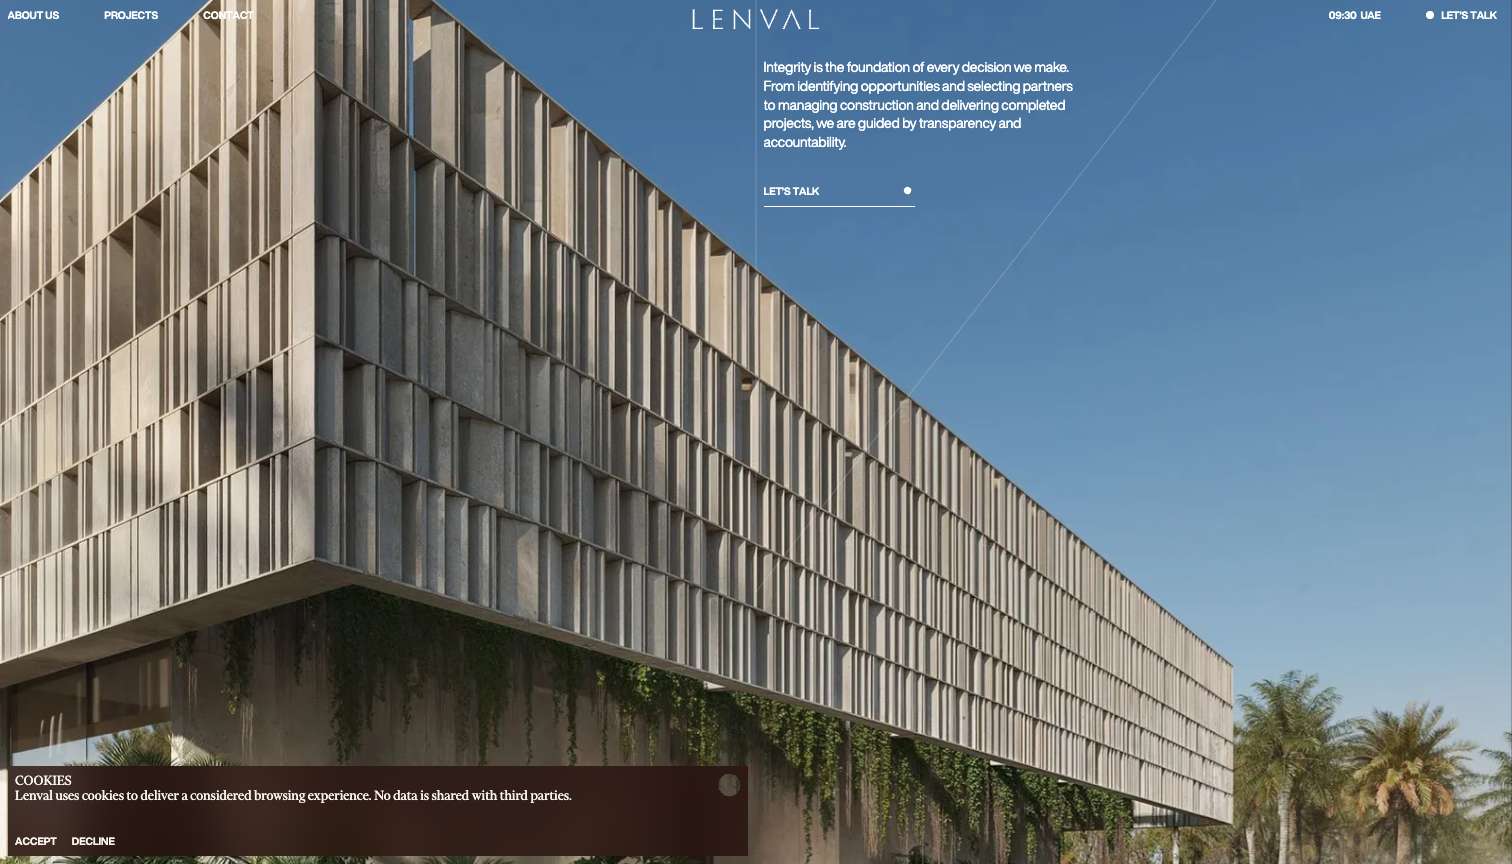 ABOUT US
PROJECTS
CONTACT
LENVAL
09:30 UAE
LET'S TALK
Integrity is the foundation of every decision we make.
From identifying opportunities and selecting partners
to managing construction and delivering completed
projects, we are guided by transparency and
accountability.
LET'S TALK
COOKIES
Lenval uses cookies to deliver a considered browsing experience. No data is shared with third parties.
ACCEPT
DECLINE